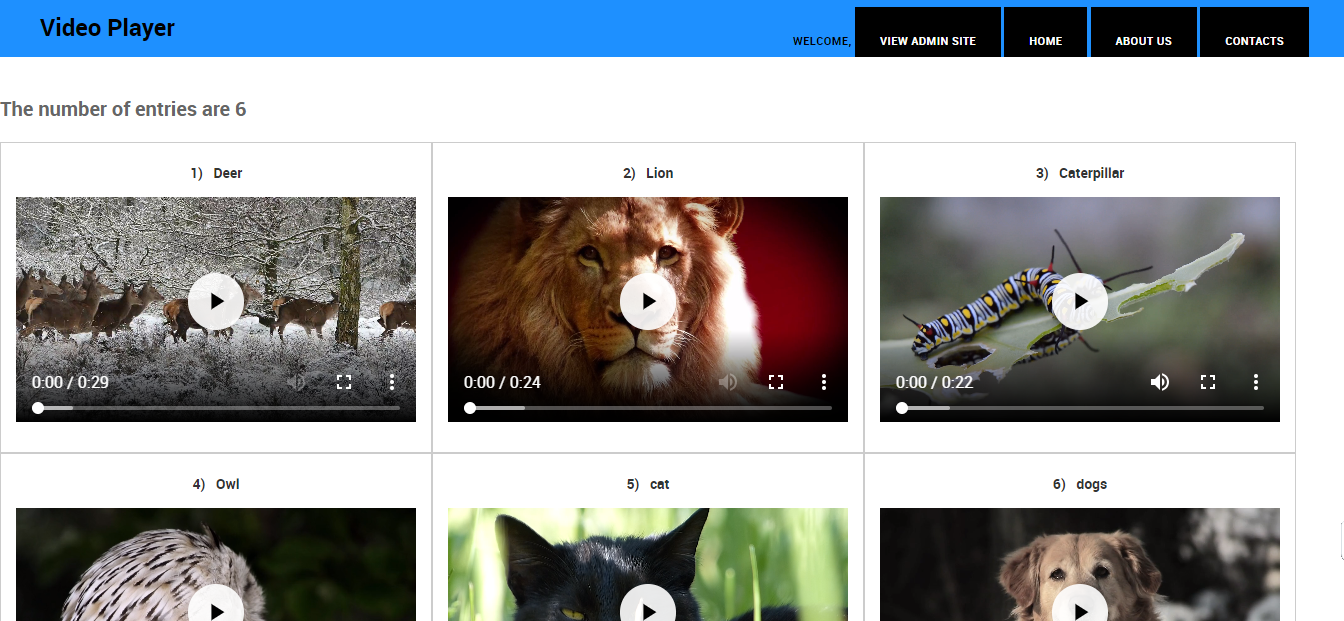 Video Player
WELCOME, VIEW ADMIN SITE HOME ABOUT US CONTACTS
The number of entries are 6
1) Deer 2) Lion 3) Caterpillar
0:00 / 0:29 0:00 / 0:24 0:00 / 0:22
4) Owl 5) cat 6) dogs